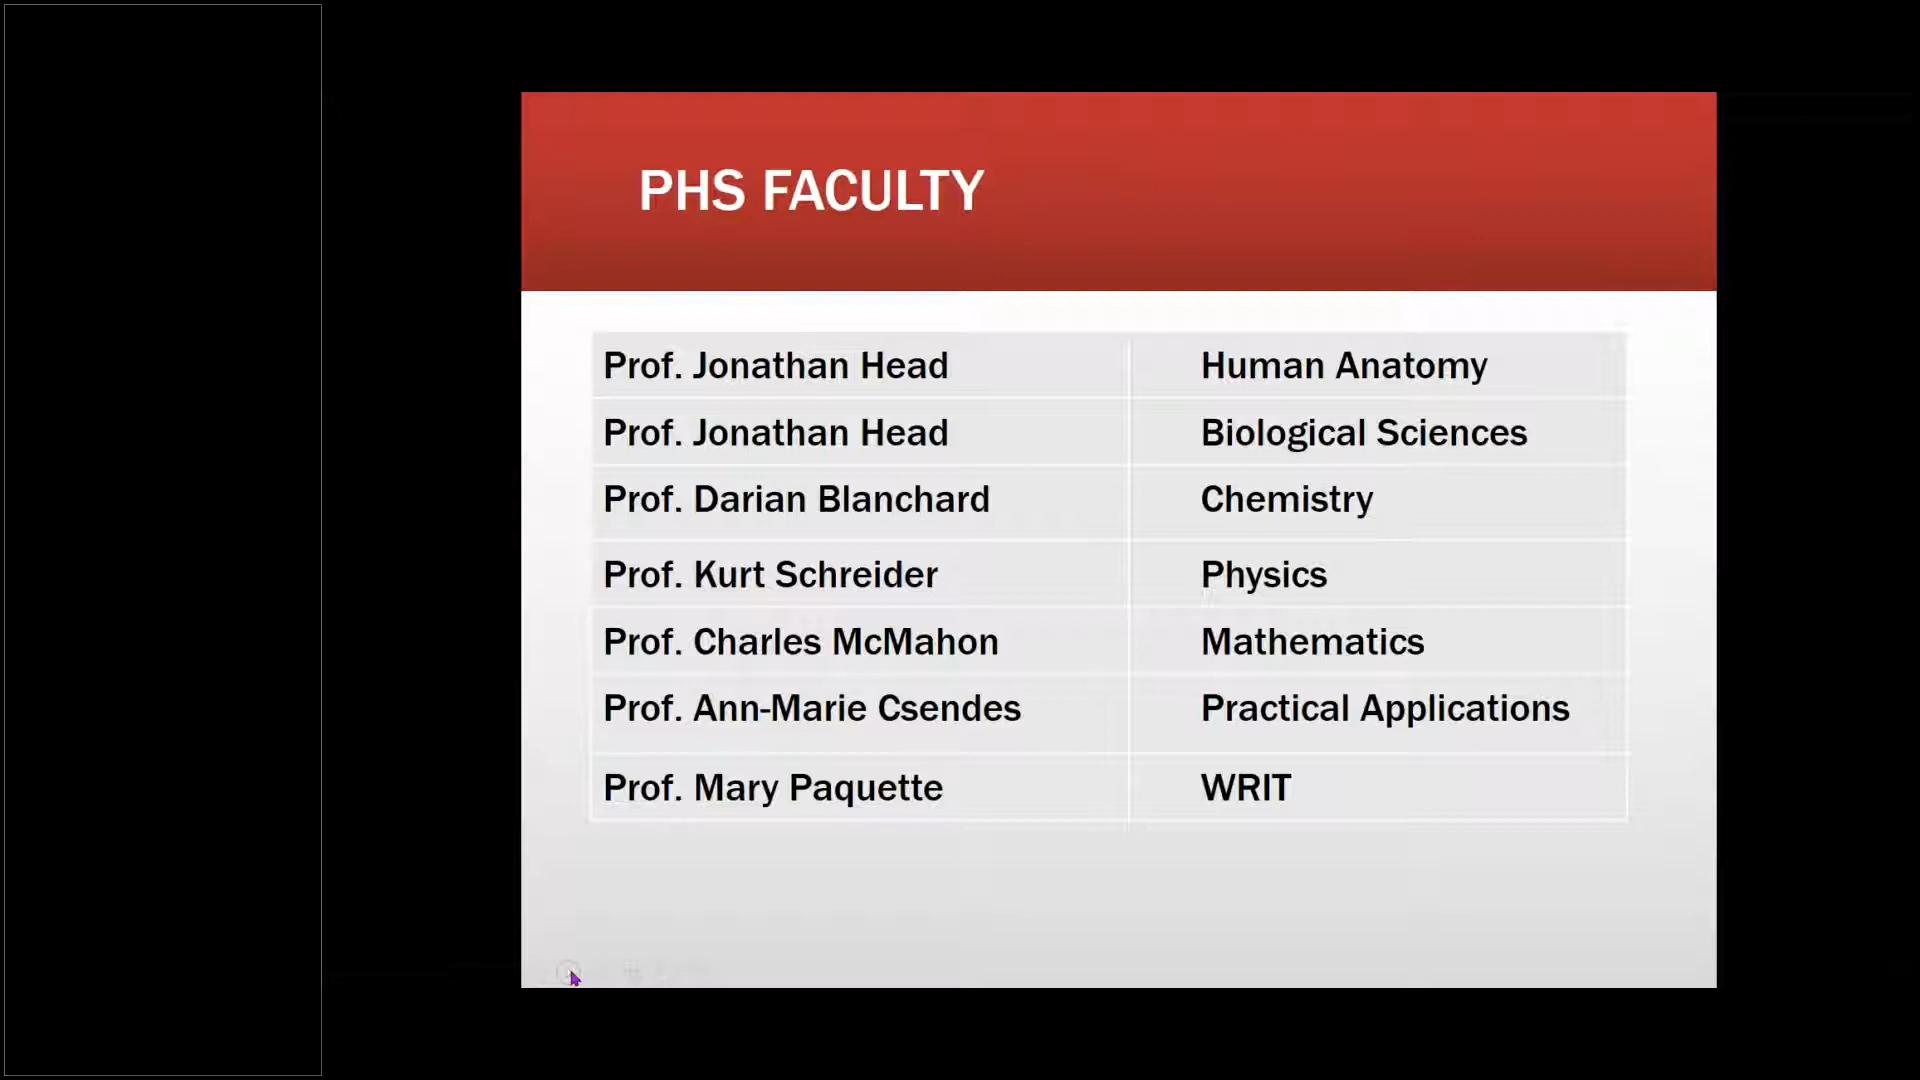 PHS FACULTY
Prof. Jonathan Head Human Anatomy
Prof. Jonathan Head Biological Sciences
Prof. Darian Blanchard Chemistry
Prof. Kurt Schreider Physics
Prof. Charles McMahon Mathematics
Prof. Ann-Marie Csendes Practical Applications
Prof. Mary Paquette WRIT